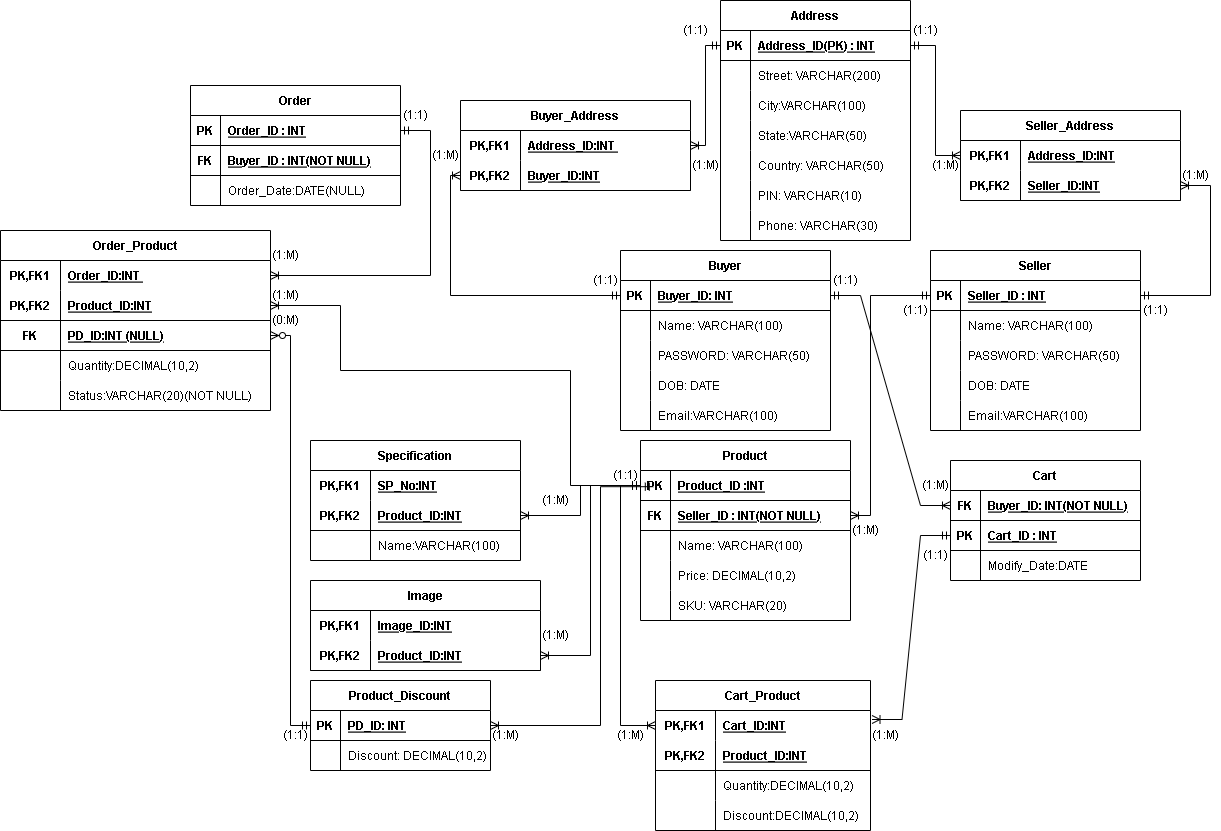 Address
PK Address_ID(PK) : INT
Street: VARCHAR(200)
City:VARCHAR(100)
State:VARCHAR(50)
Country: VARCHAR(50)
PIN: VARCHAR(10)
Phone: VARCHAR(30)
(1:1)
(1:1)
Order
PK Order_ID : INT
FK Buyer_ID : INT(NOT NULL)
Order_Date:DATE(NULL)
(1:1)
Buyer_Address
PK,FK1 Address_ID:INT
PK,FK2 Buyer_ID:INT
(1:M)
(1:M)
Seller_Address
PK,FK1 Address_ID:INT
PK,FK2 Seller_ID:INT
(1:M)
(1:M)
Order_Product
PK,FK1 Order_ID:INT
PK,FK2 Product_ID:INT
FK PD_ID:INT (NULL)
Quantity:DECIMAL(10,2)
Status:VARCHAR(20)(NOT NULL)
(1:M)
(1:M)
(0:M)
Buyer
PK Buyer_ID: INT
Name: VARCHAR(100)
PASSWORD: VARCHAR(50)
DOB: DATE
Email:VARCHAR(100)
(1:1)
(1:1)
Seller
PK Seller_ID : INT
Name: VARCHAR(100)
PASSWORD: VARCHAR(50)
DOB: DATE
Email:VARCHAR(100)
(1:1)
(1:1)
Specification
PK,FK1 SP_No:INT
PK,FK2 Product_ID:INT
Name:VARCHAR(100)
(1:M)
Product
PK Product_ID :INT
FK Seller_ID : INT(NOT NULL)
Name: VARCHAR(100)
Price: DECIMAL(10,2)
SKU: VARCHAR(20)
(1:1)
(1:M)
Cart
FK Buyer_ID: INT(NOT NULL)
PK Cart_ID : INT
Modify_Date:DATE
(1:M)
(1:1)
Image
PK,FK1 Image_ID:INT
PK,FK2 Product_ID:INT
(1:M)
Product_Discount
PK PD_ID: INT
Discount: DECIMAL(10,2)
(1:1)
(1:M)
Cart_Product
PK,FK1 Cart_ID:INT
PK,FK2 Product_ID:INT
Quantity:DECIMAL(10,2)
Discount:DECIMAL(10,2)
(1:M)
(1:M)